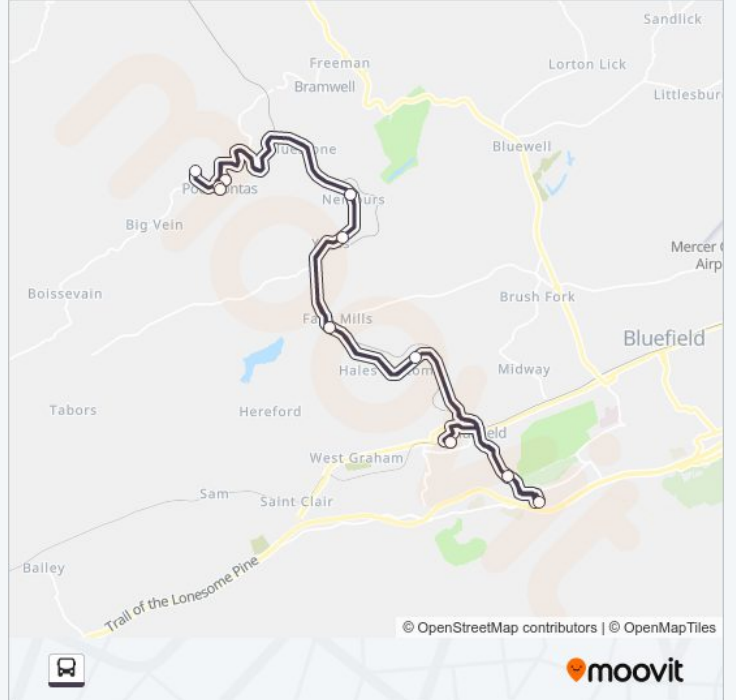 Sandlick
Freeman
Lorton Lick
Bramwell
Littlesbur
Bluewell
Big Vein
Mercer
Airp
Boissevain
Brush Fork
Bluefield
Midway
Tabors
Hereford
West Graham
Sam
Saint Clair
Bailey
Trail of the Lonesome Pine
© OpenStreetMap contributors | © OpenMapTiles
moovit